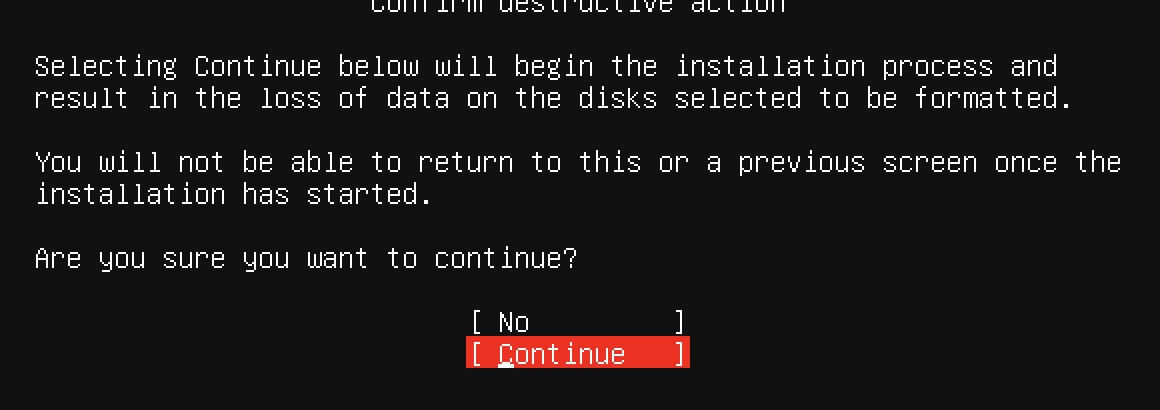 Confirm destructive action
Selecting Continue below will begin the installation process and
result in the loss of data on the disks selected to be formatted.
You will not be able to return to this or a previous screen once the
installation has started.
Are you sure you want to continue?
[ No ]
[ Continue ]